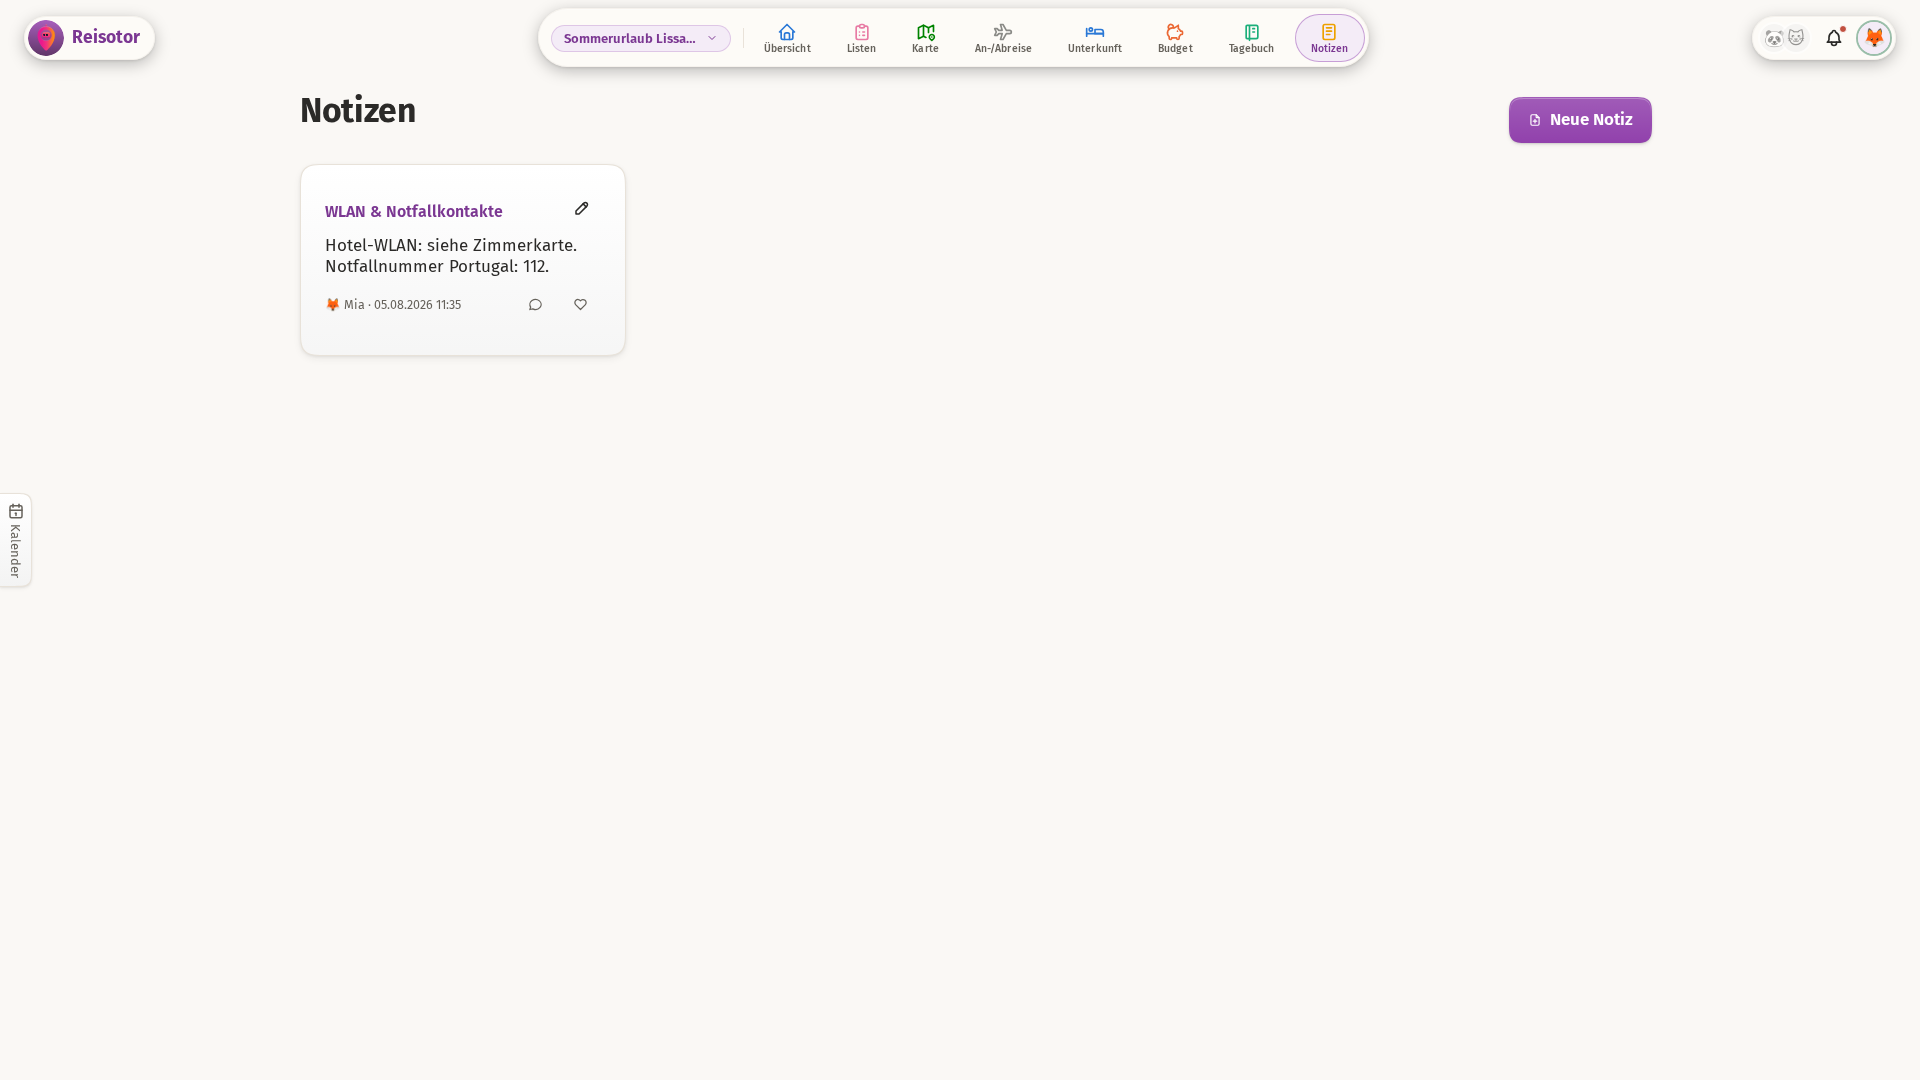 Reisotor
Sommerurlaub Lissa...
Übersicht
Listen
Karte
An-/Abreise
Unterkunft
Budget
Tagebuch
Notizen
Notizen
Neue Notiz
WLAN & Notfallkontakte
Hotel-WLAN: siehe Zimmerkarte.
Notfallnummer Portugal: 112.
Mia · 05.08.2026 11:35
Kalender